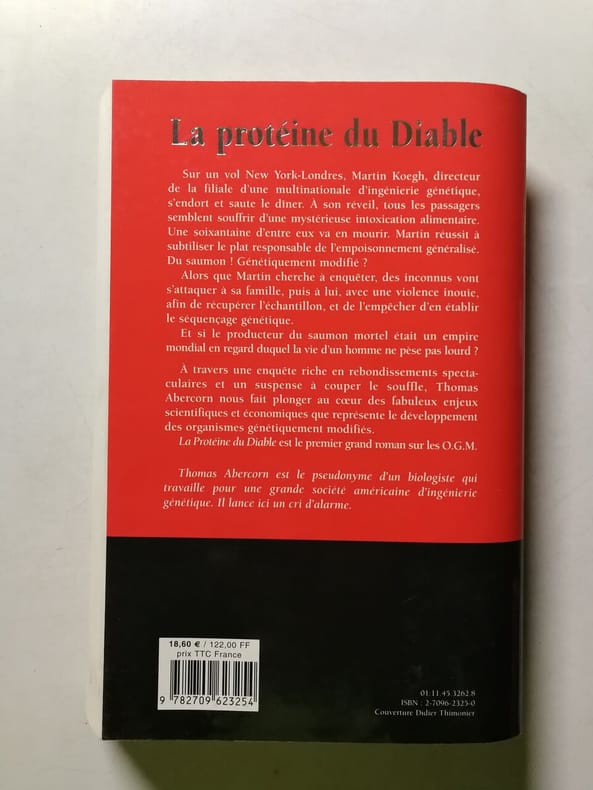 La protéine du Diable
Sur un vol New York-Londres, Martin Koegh, directeur
de la filiale d'une multinationale d'ingénierie génétique,
s'endort et saute le dîner. À son réveil, tous les passagers
semblent souffrir d'une mystérieuse intoxication alimentaire.
Une soixantaine d'entre eux va en mourir. Martin réussit à
subtiliser le plat responsable de l'empoisonnement généralisé.
Du saumon ! Génétiquement modifié ?
Alors que Martin cherche à enquêter, des inconnus vont
s'attaquer à sa famille, puis à lui, avec une violence inouïe,
afin de récupérer l'échantillon, et de l'empêcher d'en établir
le séquençage génétique.
Et si le producteur du saumon mortel était un empire
mondial en regard duquel la vie d'un homme ne pèse pas lourd ?
À travers une enquête riche en rebondissements specta-
culaires et un suspense à couper le souffle, Thomas
Abercorn nous fait plonger au cœur des fabuleux enjeux
scientifiques et économiques que représente le développement
des organismes génétiquement modifiés.
La Protéine du Diable est le premier grand roman sur les O.G.M.
Thomas Abercorn est le pseudonyme d'un biologiste qui
travaille pour une grande société américaine d'ingénierie
génétique. Il lance ici un cri d'alarme.
18,60 € / 122,00 FF
prix TTC France
9 782709 623254
01.11.45.3262.8
ISBN : 2-7096-2325-0
Couverture Didier Thimonier